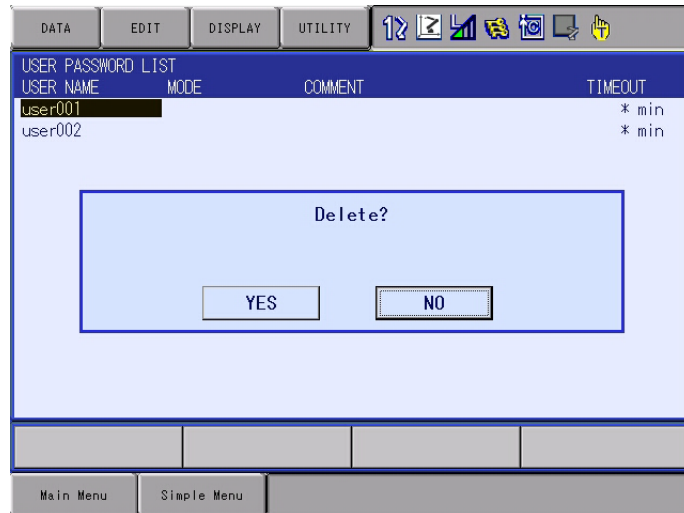 DATA EDIT DISPLAY UTILITY
USER PASSWORD LIST
USER NAME MODE COMMENT TIMEOUT
user001 * min
user002 * min
Delete?
YES NO
Main Menu Simple Menu